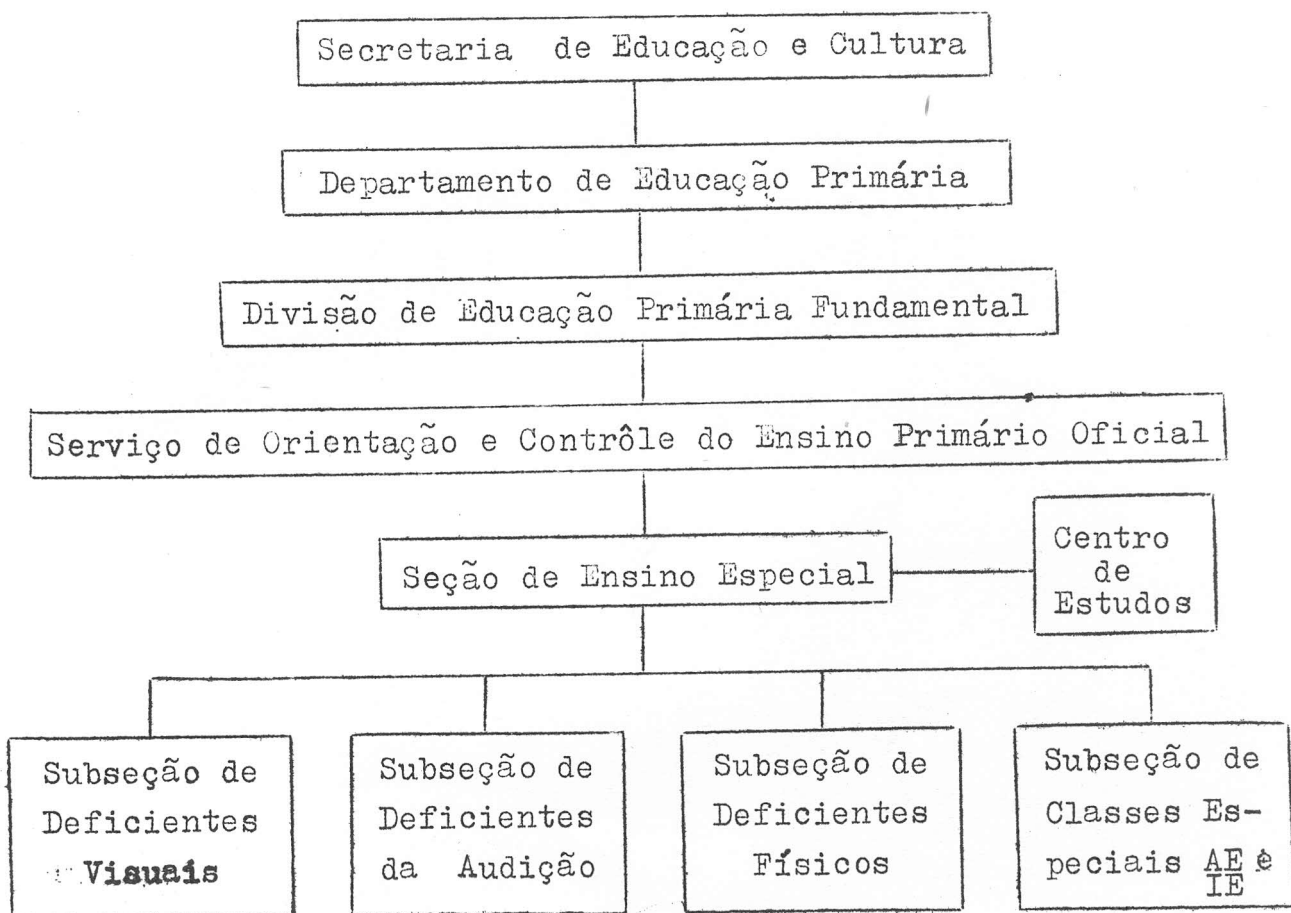 Secretaria de Educação e Cultura
Departamento de Educação Primária
Divisão de Educação Primária Fundamental
Serviço de Orientação e Contrôle do Ensino Primário Oficial
Seção de Ensino Especial
Centro
de
Estudos
Subseção de
Deficientes
Visuais
Subseção de
Deficientes
da Audição
Subseção de
Deficientes
Físicos
Subseção de
Classes Es-
peciais AE e
IE